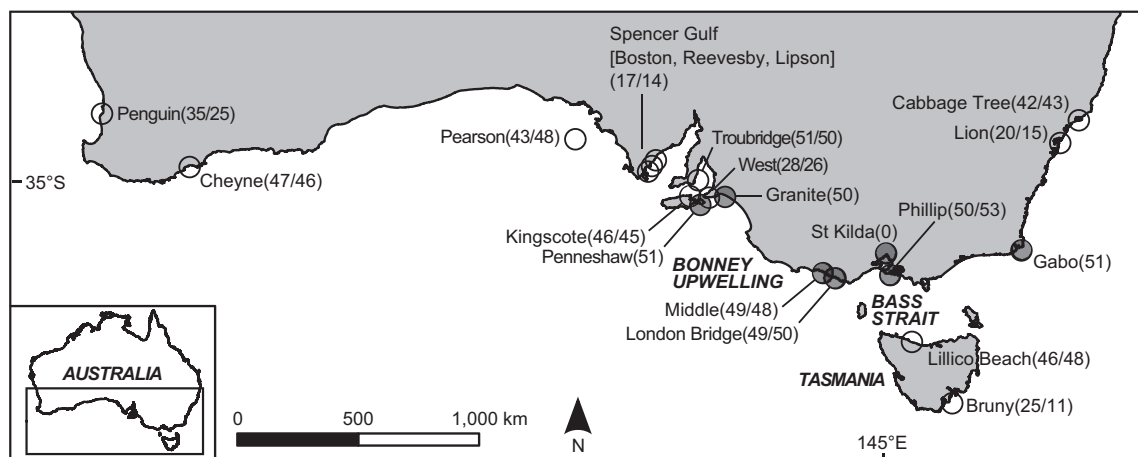 Spencer Gulf
[Boston, Reevesby, Lipson]
(17/14)
Cabbage Tree(42/43)
Penguin(35/25)
Lion(20/15)
Pearson(43/48)
Troubridge(51/50)
West(28/26)
35°S
Cheyne(47/46)
Granite(50)
Phillip(50/53)
St Kilda(0)
Kingscote(46/45)
Penneshaw(51)
Gabo(51)
BONNEY
UPWELLING
Middle(49/48)
BASS
STRAIT
London Bridge(49/50)
Lillico Beach(46/48)
AUSTRALIA
TASMANIA
Bruny(25/11)
0 500 1,000 km
N
145°E